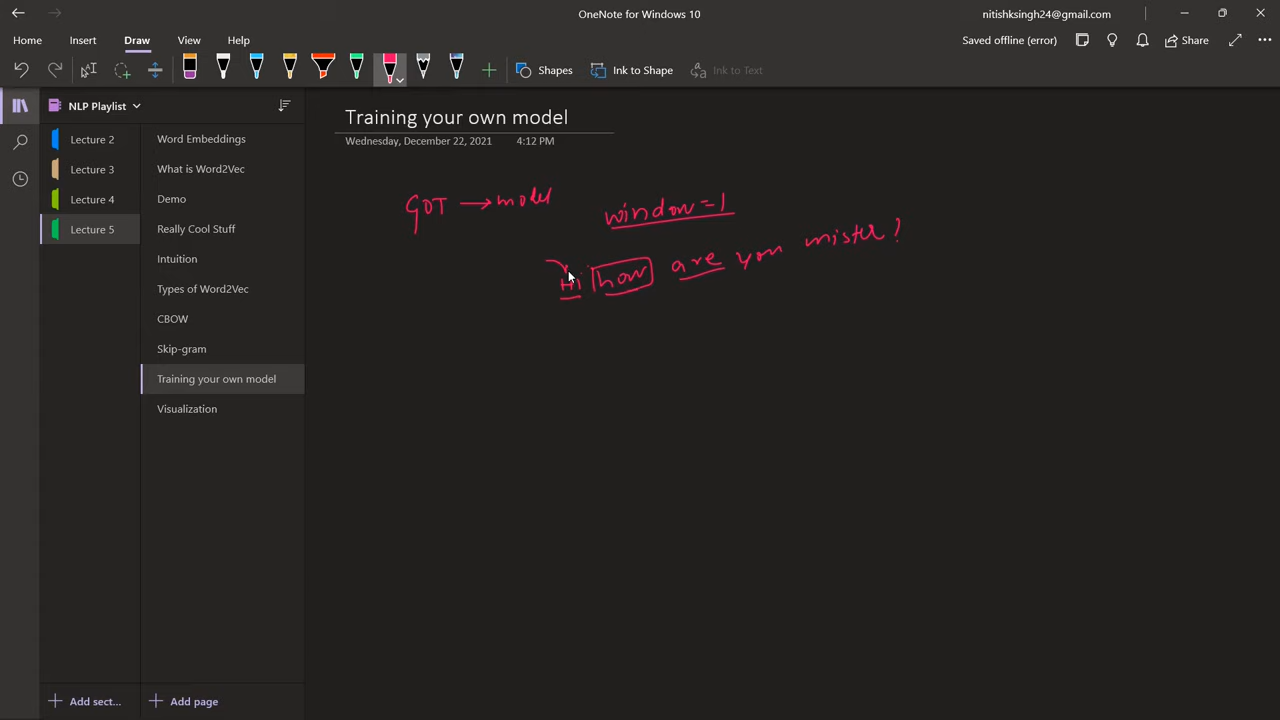 OneNote for Windows 10
nitishksingh24@gmail.com
Home Insert Draw View Help
Saved offline (error)
Share
Shapes
Ink to Shape
Ink to Text
NLP Playlist
Lecture 2
Lecture 3
Lecture 4
Lecture 5
Word Embeddings
What is Word2Vec
Demo
Really Cool Stuff
Intuition
Types of Word2Vec
CBOW
Skip-gram
Training your own model
Visualization
Add sect...
Add page
Training your own model
Wednesday, December 22, 2021 4:12 PM
GOT → model
window = 1
Hi how are you mister?